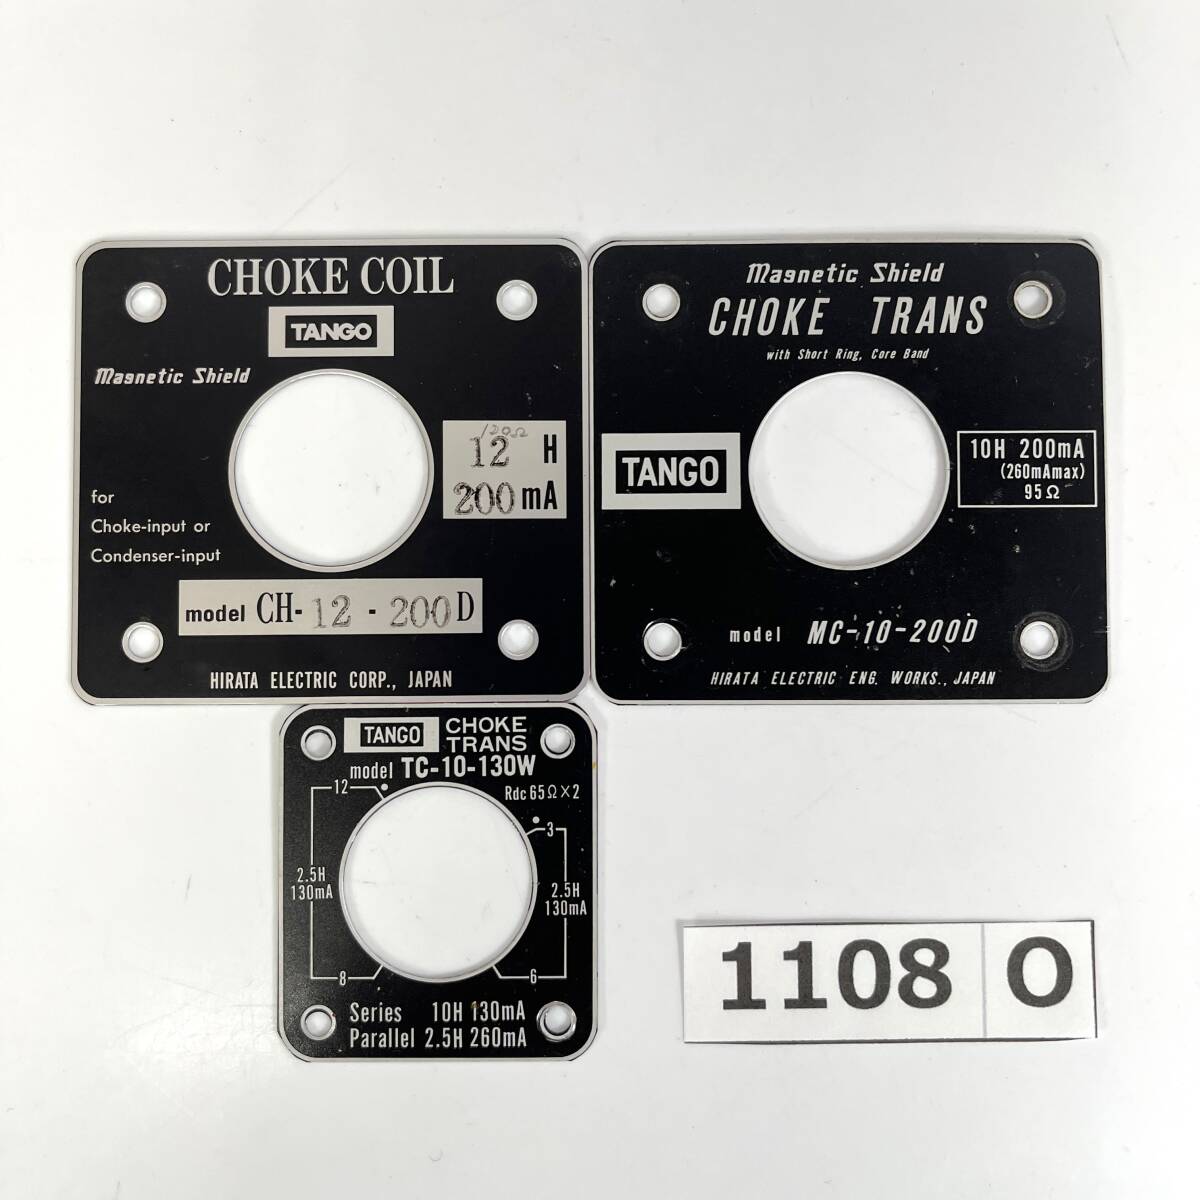 CHOKE COIL
TANGO
Magnetic Shield
120Ω
12 H
200 mA
for
Choke-input or
Condenser-input
model CH-12-200D
HIRATA ELECTRIC CORP., JAPAN
Magnetic Shield
CHOKE TRANS
with Short Ring, Core Band
TANGO
10H 200mA
(260mAmax)
95Ω
model MC-10-200D
HIRATA ELECTRIC ENG. WORKS., JAPAN
TANGO
CHOKE
TRANS
model TC-10-130W
Rdc 65Ω×2
12
3
2.5H
130mA
2.5H
130mA
8
6
Series 10H 130mA
Parallel 2.5H 260mA
1108 O